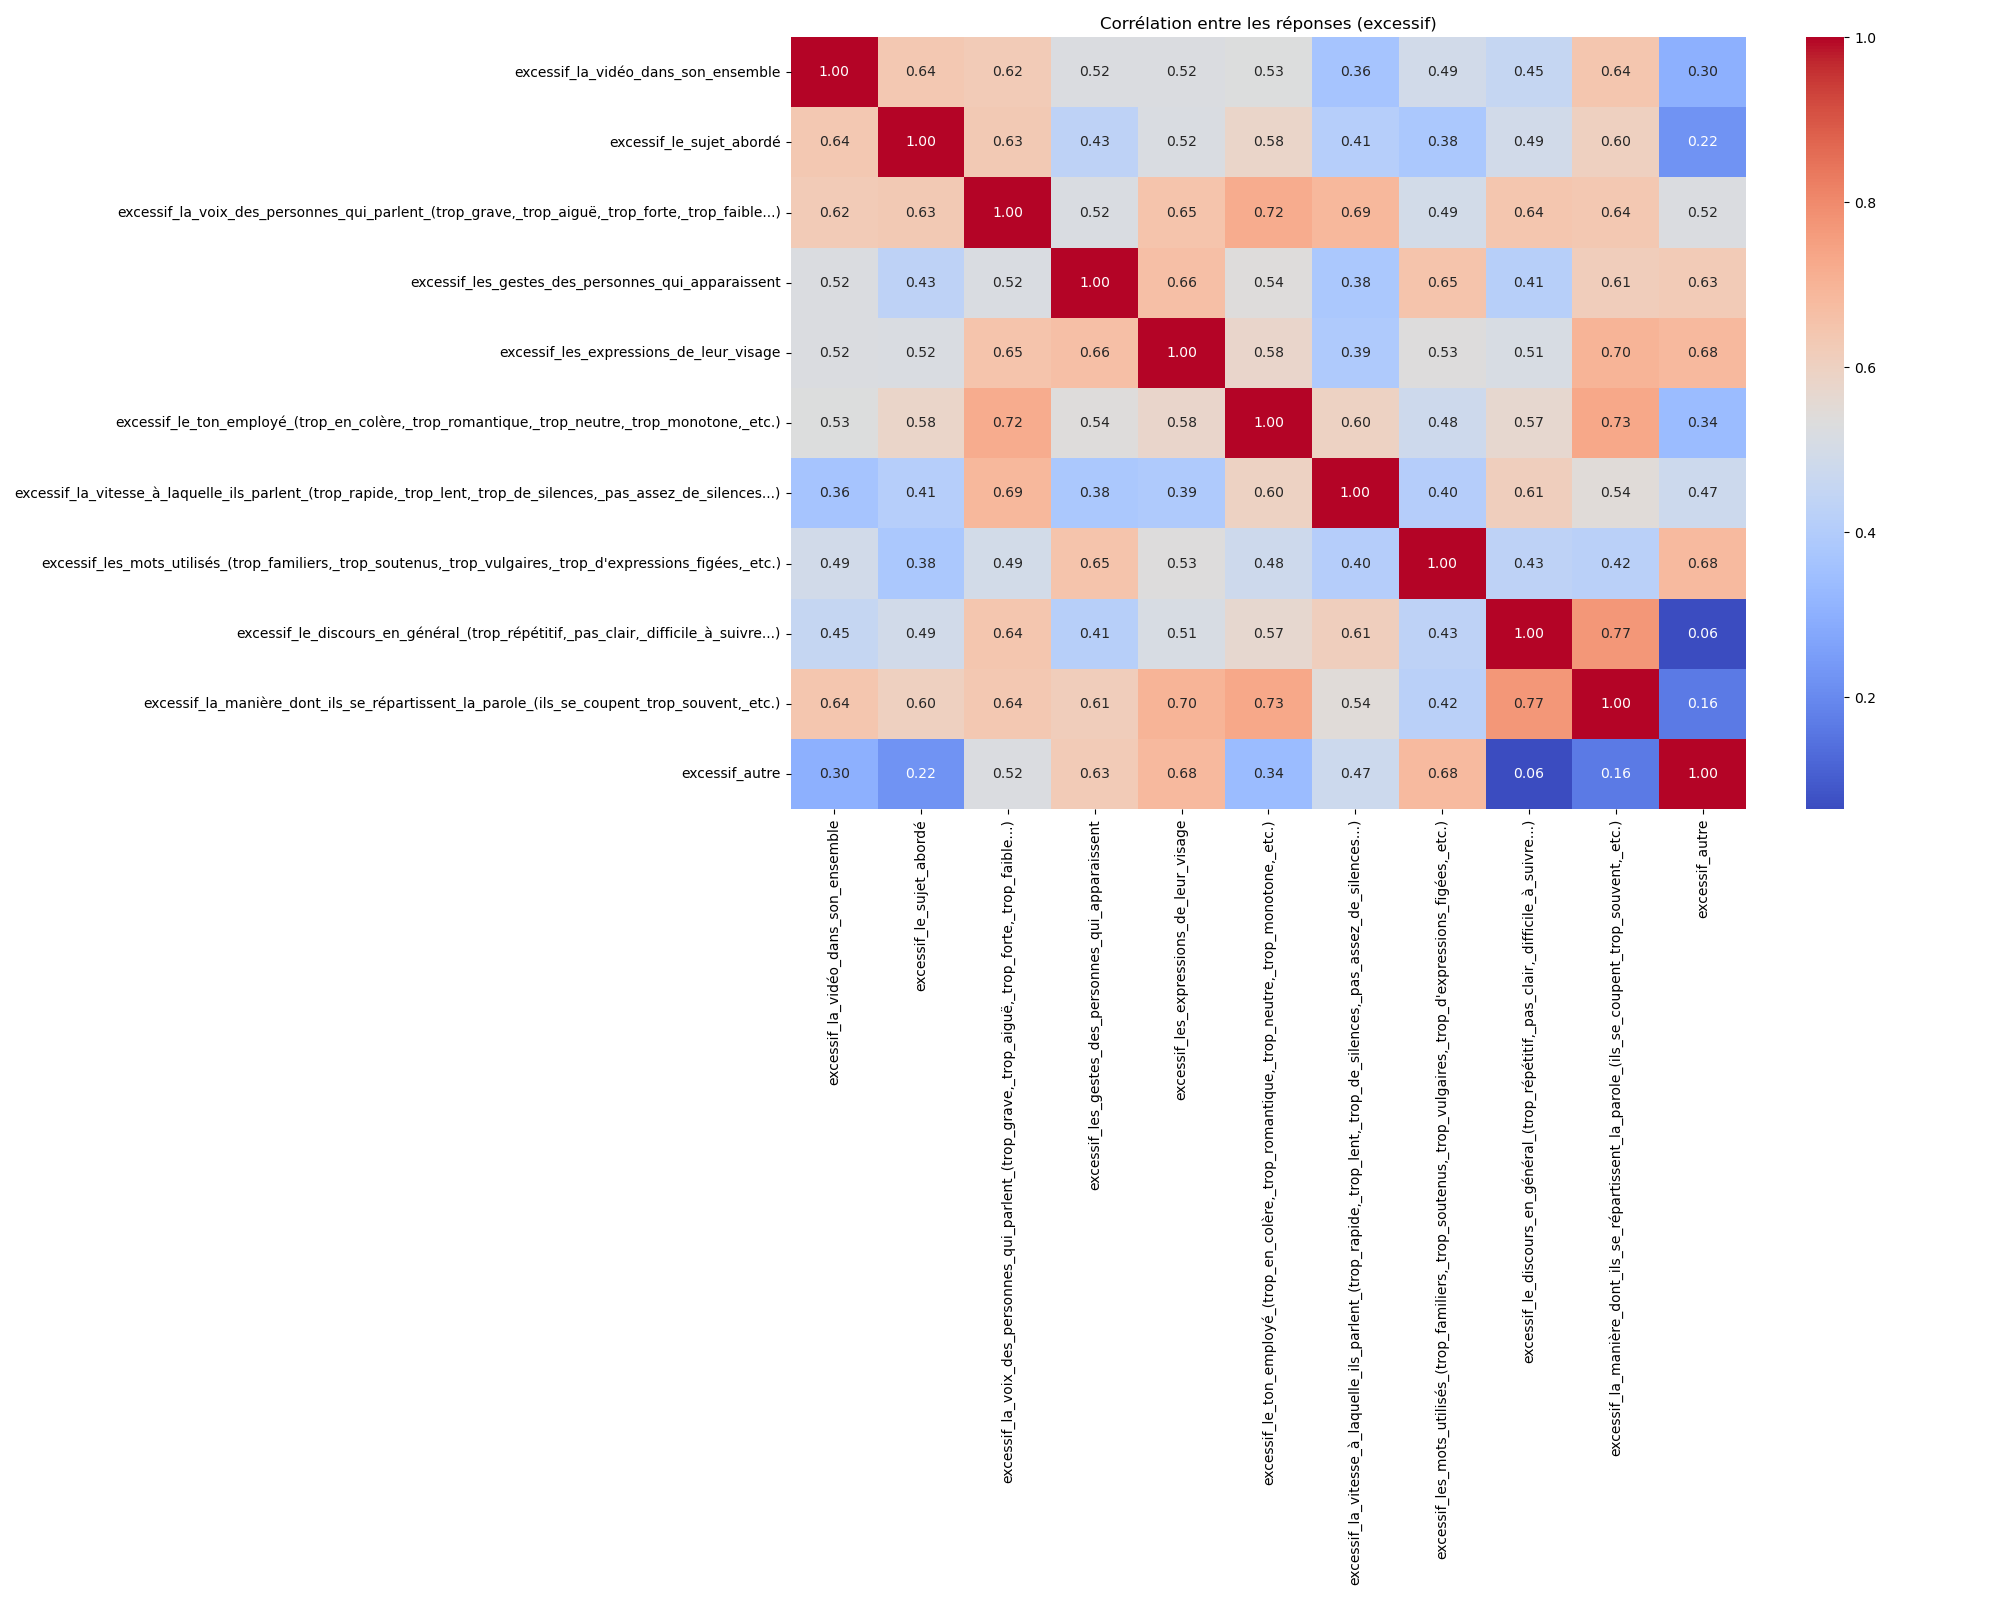 Corrélation entre les réponses (excessif)
excessif_la_vidéo_dans_son_ensemble 1.00 0.64 0.62 0.52 0.52 0.53 0.36 0.49 0.45 0.64 0.30
excessif_le_sujet_abordé 0.64 1.00 0.63 0.43 0.52 0.58 0.41 0.38 0.49 0.60 0.22
excessif_la_voix_des_personnes_qui_parlent_(trop_grave,_trop_aiguë,_trop_forte,_trop_faible...) 0.62 0.63 1.00 0.52 0.65 0.72 0.69 0.49 0.64 0.64 0.52
excessif_les_gestes_des_personnes_qui_apparaissent 0.52 0.43 0.52 1.00 0.66 0.54 0.38 0.65 0.41 0.61 0.63
excessif_les_expressions_de_leur_visage 0.52 0.52 0.65 0.66 1.00 0.58 0.39 0.53 0.51 0.70 0.68
excessif_le_ton_employé_(trop_en_colère,_trop_romantique,_trop_neutre,_trop_monotone,_etc.) 0.53 0.58 0.72 0.54 0.58 1.00 0.60 0.48 0.57 0.73 0.34
excessif_la_vitesse_à_laquelle_ils_parlent_(trop_rapide,_trop_lent,_trop_de_silences,_pas_assez_de_silences...) 0.36 0.41 0.69 0.38 0.39 0.60 1.00 0.40 0.61 0.54 0.47
excessif_les_mots_utilisés_(trop_familiers,_trop_soutenus,_trop_vulgaires,_trop_d'expressions_figées,_etc.) 0.49 0.38 0.49 0.65 0.53 0.48 0.40 1.00 0.43 0.42 0.68
excessif_le_discours_en_général_(trop_répétitif,_pas_clair,_difficile_à_suivre...) 0.45 0.49 0.64 0.41 0.51 0.57 0.61 0.43 1.00 0.77 0.06
excessif_la_manière_dont_ils_se_répartissent_la_parole_(ils_se_coupent_trop_souvent,_etc.) 0.64 0.60 0.64 0.61 0.70 0.73 0.54 0.42 0.77 1.00 0.16
excessif_autre 0.30 0.22 0.52 0.63 0.68 0.34 0.47 0.68 0.06 0.16 1.00
excessif_la_vidéo_dans_son_ensemble
excessif_le_sujet_abordé
excessif_la_voix_des_personnes_qui_parlent_(trop_grave,_trop_aiguë,_trop_forte,_trop_faible...)
excessif_les_gestes_des_personnes_qui_apparaissent
excessif_les_expressions_de_leur_visage
excessif_le_ton_employé_(trop_en_colère,_trop_romantique,_trop_neutre,_trop_monotone,_etc.)
excessif_la_vitesse_à_laquelle_ils_parlent_(trop_rapide,_trop_lent,_trop_de_silences,_pas_assez_de_silences...)
excessif_les_mots_utilisés_(trop_familiers,_trop_soutenus,_trop_vulgaires,_trop_d'expressions_figées,_etc.)
excessif_le_discours_en_général_(trop_répétitif,_pas_clair,_difficile_à_suivre...)
excessif_la_manière_dont_ils_se_répartissent_la_parole_(ils_se_coupent_trop_souvent,_etc.)
excessif_autre
1.0
0.8
0.6
0.4
0.2